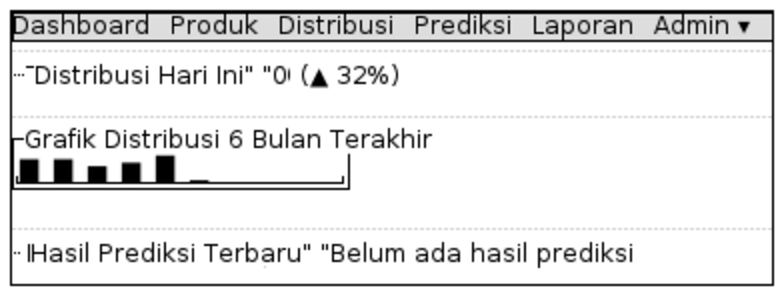 Dashboard Produk Distribusi Prediksi Laporan Admin ▾
"Distribusi Hari Ini" "0 (▲ 32%)
Grafik Distribusi 6 Bulan Terakhir
Hasil Prediksi Terbaru" "Belum ada hasil prediksi